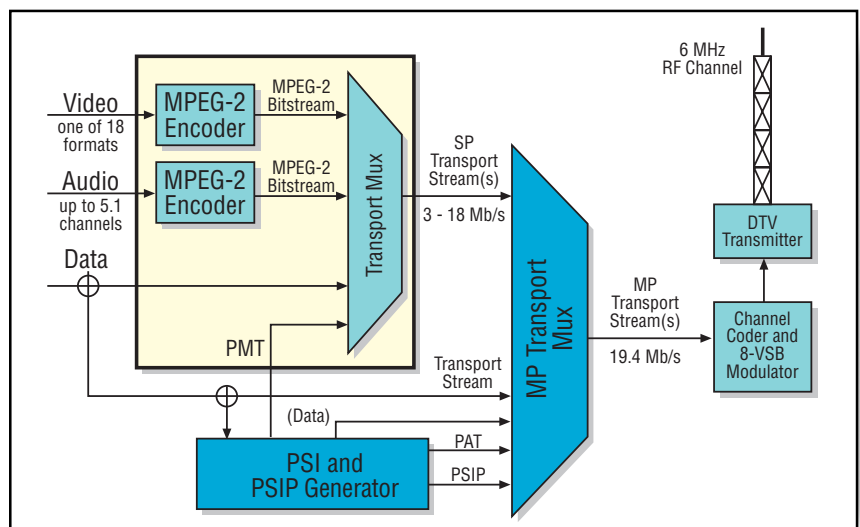 6 MHz
RF Channel
Video
one of 18
formats
MPEG-2
Encoder
MPEG-2
Bitstream
Audio
up to 5.1
channels
MPEG-2
Encoder
MPEG-2
Bitstream
Transport Mux
SP
Transport
Stream(s)
3 - 18 Mb/s
DTV
Transmitter
Data
MP
Transport
Stream(s)
19.4 Mb/s
Channel
Coder and
8-VSB
Modulator
MP Transport
Mux
PMT
Transport
Stream
(Data)
PSI and
PSIP Generator
PAT
PSIP